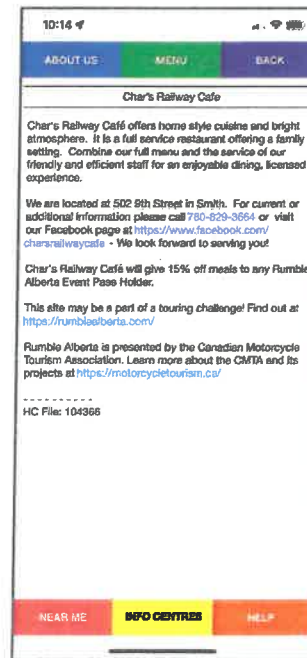 10:14
ABOUT US MENU BACK
Char's Railway Cafe
Char's Railway Café offers home style cuisine and bright
atmosphere. It is a full service restaurant offering a family
setting. Combine our full menu and the service of our
friendly and efficient staff for an enjoyable dining, licensed
experience.
We are located at 502 9th Street in Smith. For current or
additional information please call 780-829-3664 or visit
our Facebook page at https://www.facebook.com/
charsrailwaycafe - We look forward to serving you!
Char's Railway Café will give 15% off meals to any Rumble
Alberta Event Pass Holder.
This site may be a part of a touring challenge! Find out at
https://rumblealberta.com/
Rumble Alberta is presented by the Canadian Motorcycle
Tourism Association. Learn more about the CMTA and its
projects at https://motorcycletourism.ca/
----------
HC File: 104366
NEAR ME INFO CENTRES HELP